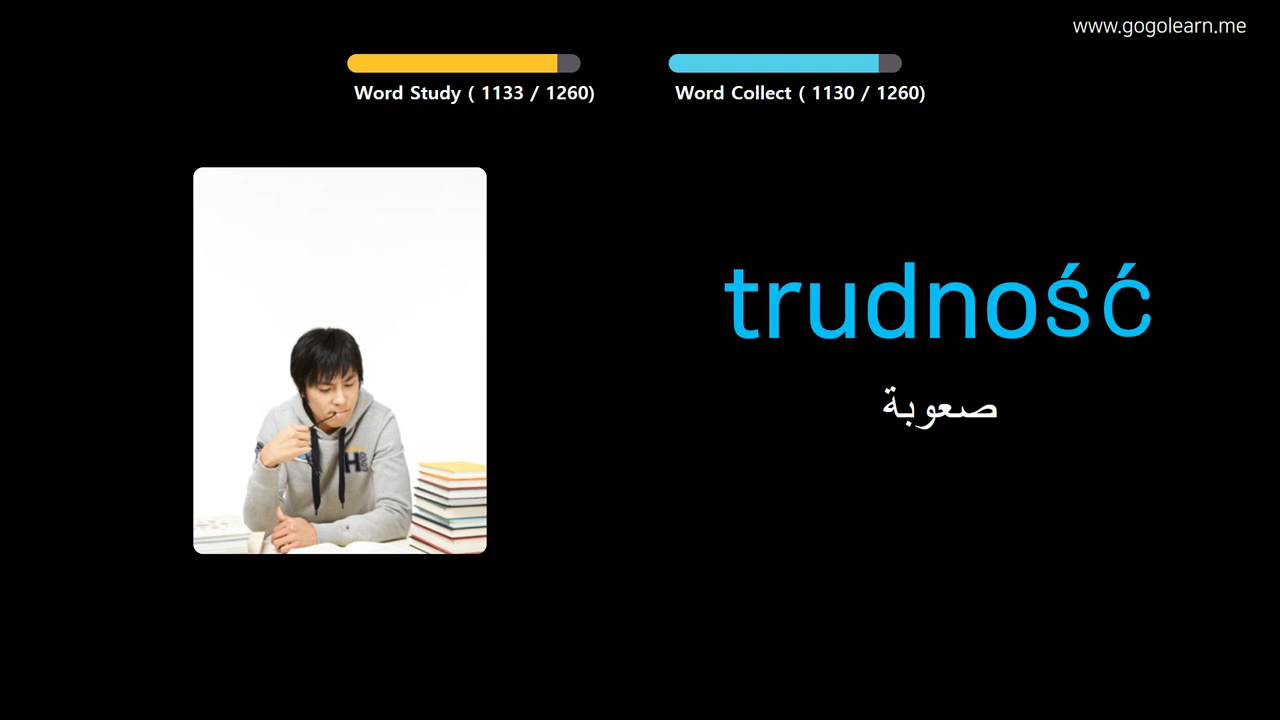 www.gogolearn.me
Word Study ( 1133 / 1260)
Word Collect ( 1130 / 1260)
trudność
صعوبة
H